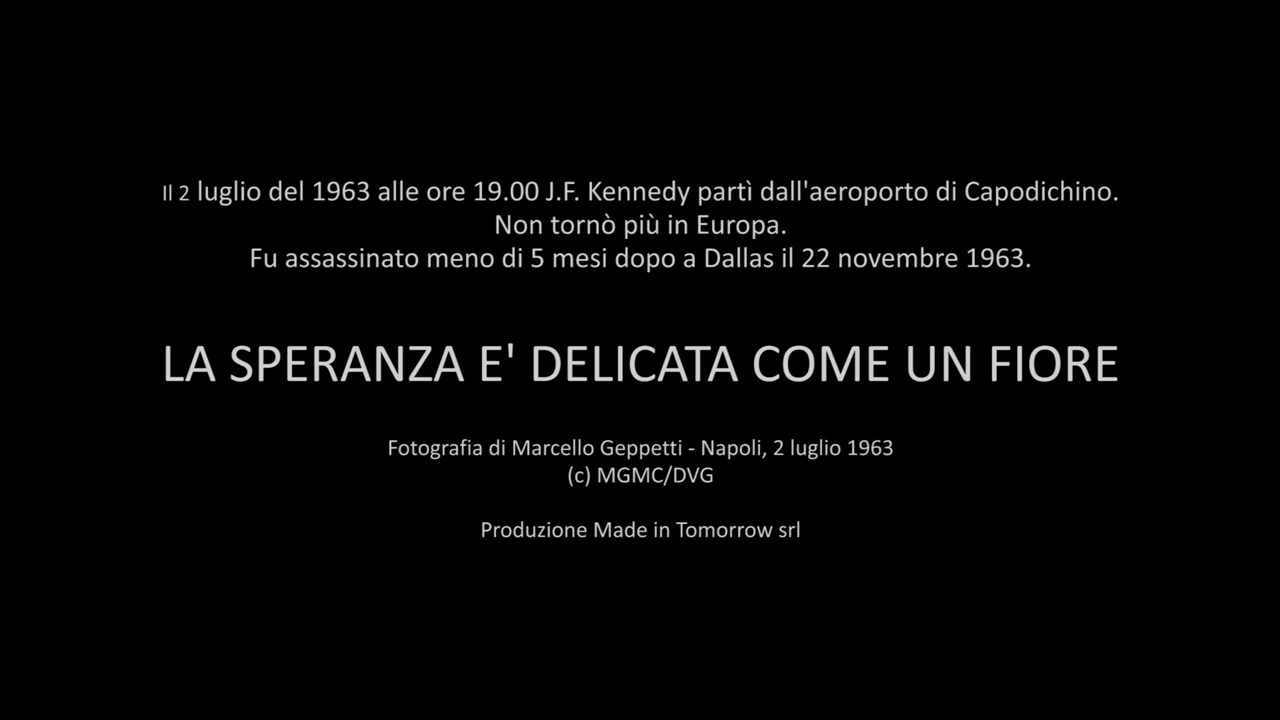 Il 2 luglio del 1963 alle ore 19.00 J.F. Kennedy partì dall'aeroporto di Capodichino.
Non tornò più in Europa.
Fu assassinato meno di 5 mesi dopo a Dallas il 22 novembre 1963.
LA SPERANZA E' DELICATA COME UN FIORE
Fotografia di Marcello Geppetti - Napoli, 2 luglio 1963
(c) MGMC/DVG
Produzione Made in Tomorrow srl